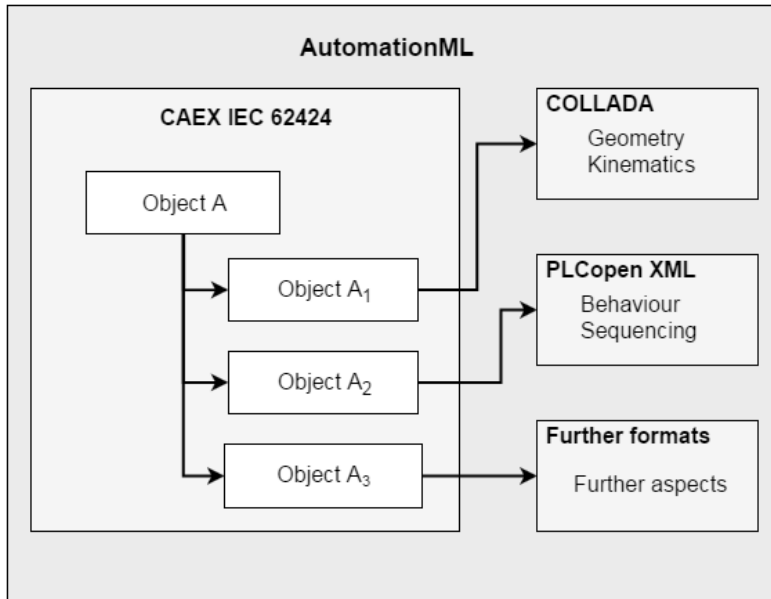 AutomationML
CAEX IEC 62424
Object A
Object A₁
Object A₂
Object A₃
COLLADA
Geometry
Kinematics
PLCopen XML
Behaviour
Sequencing
Further formats
Further aspects